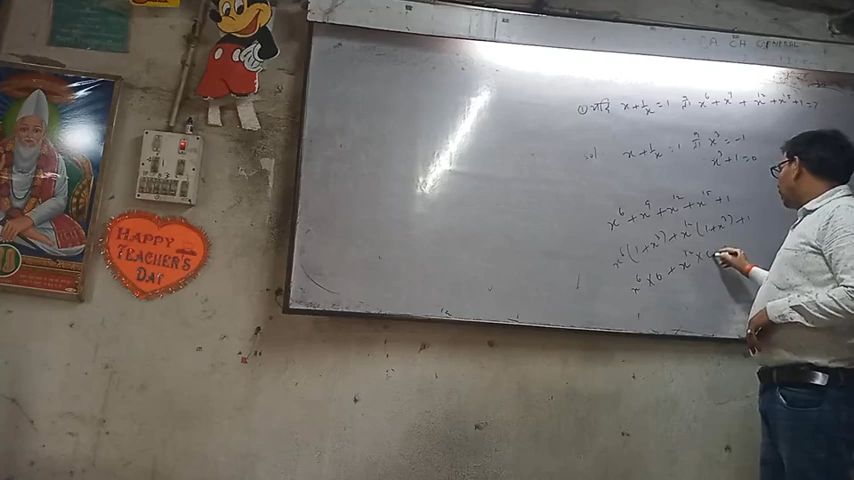 HAPPY
TEACHER'S
DAY
① यदि x + 1/x = 1 हो x⁶ + x⁹ + x¹² + x¹⁵ + 1 = ?
x + 1/x = 1 हो x³ = -1
x³ + 1 = 0
x⁶ + x⁹ + x¹² + x¹⁵ + 1
x⁶(1 + x³) + x¹²(1 + x³) + 1
x⁶ × 0 + x¹² ×